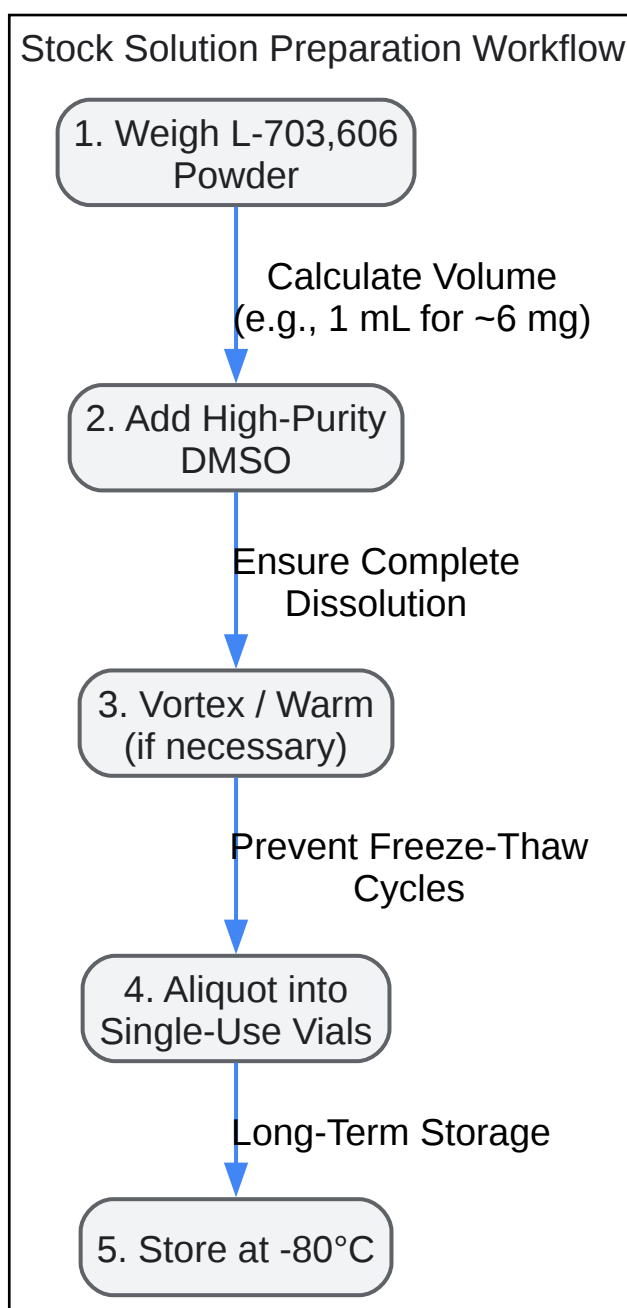 Stock Solution Preparation Workflow
1. Weigh L-703,606
Powder
Calculate Volume
(e.g., 1 mL for ~6 mg)
2. Add High-Purity
DMSO
Ensure Complete
Dissolution
3. Vortex / Warm
(if necessary)
Prevent Freeze-Thaw
Cycles
4. Aliquot into
Single-Use Vials
Long-Term Storage
5. Store at -80°C